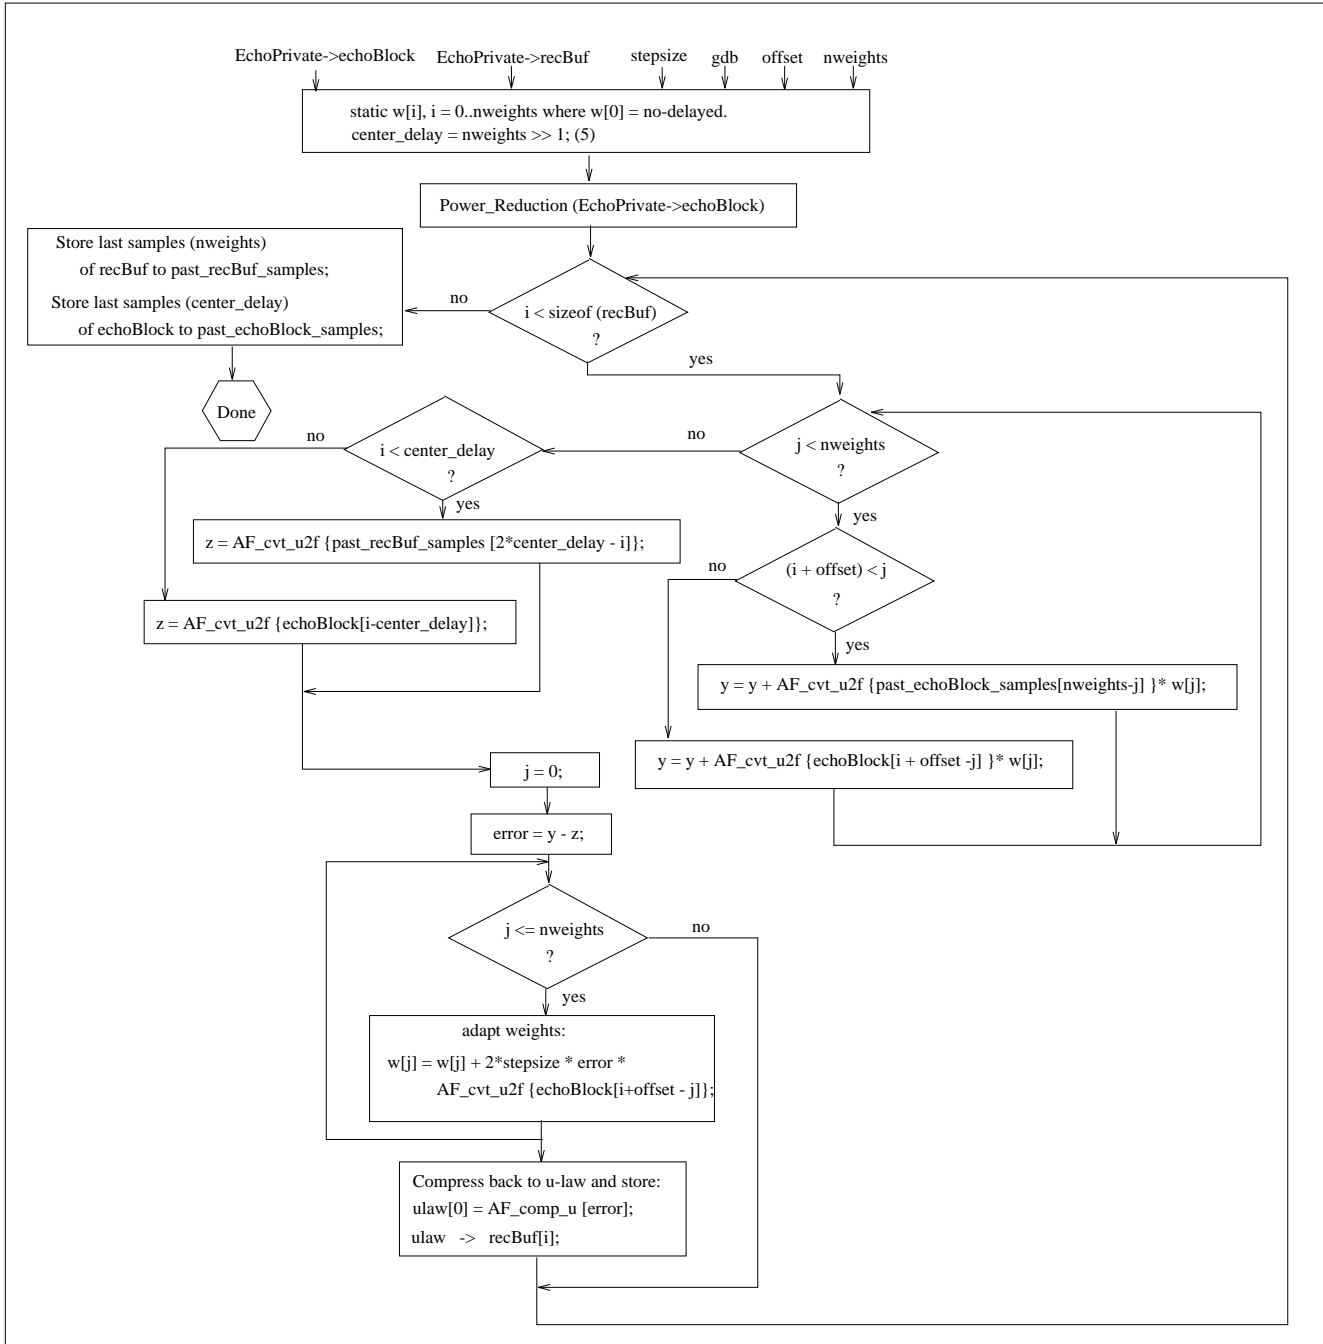 EchoPrivate->echoBlock EchoPrivate->recBuf stepsize gdb offset nweights
static w[i], i = 0..nweights where w[0] = no-delayed.
center_delay = nweights >> 1; (5)
Power_Reduction (EchoPrivate->echoBlock)
Store last samples (nweights)
of recBuf to past_recBuf_samples;
Store last samples (center_delay)
of echoBlock to past_echoBlock_samples;
no
i < sizeof (recBuf)
?
yes
Done
no
i < center_delay
?
yes
no
j < nweights
?
yes
z = AF_cvt_u2f {past_recBuf_samples [2*center_delay - i]};
no
(i + offset) < j
?
yes
z = AF_cvt_u2f {echoBlock[i-center_delay]};
y = y + AF_cvt_u2f {past_echoBlock_samples[nweights-j] }* w[j];
y = y + AF_cvt_u2f {echoBlock[i + offset -j] }* w[j];
j = 0;
error = y - z;
j <= nweights
?
no
yes
adapt weights:
w[j] = w[j] + 2*stepsize * error *
AF_cvt_u2f {echoBlock[i+offset - j]};
Compress back to u-law and store:
ulaw[0] = AF_comp_u [error];
ulaw -> recBuf[i];